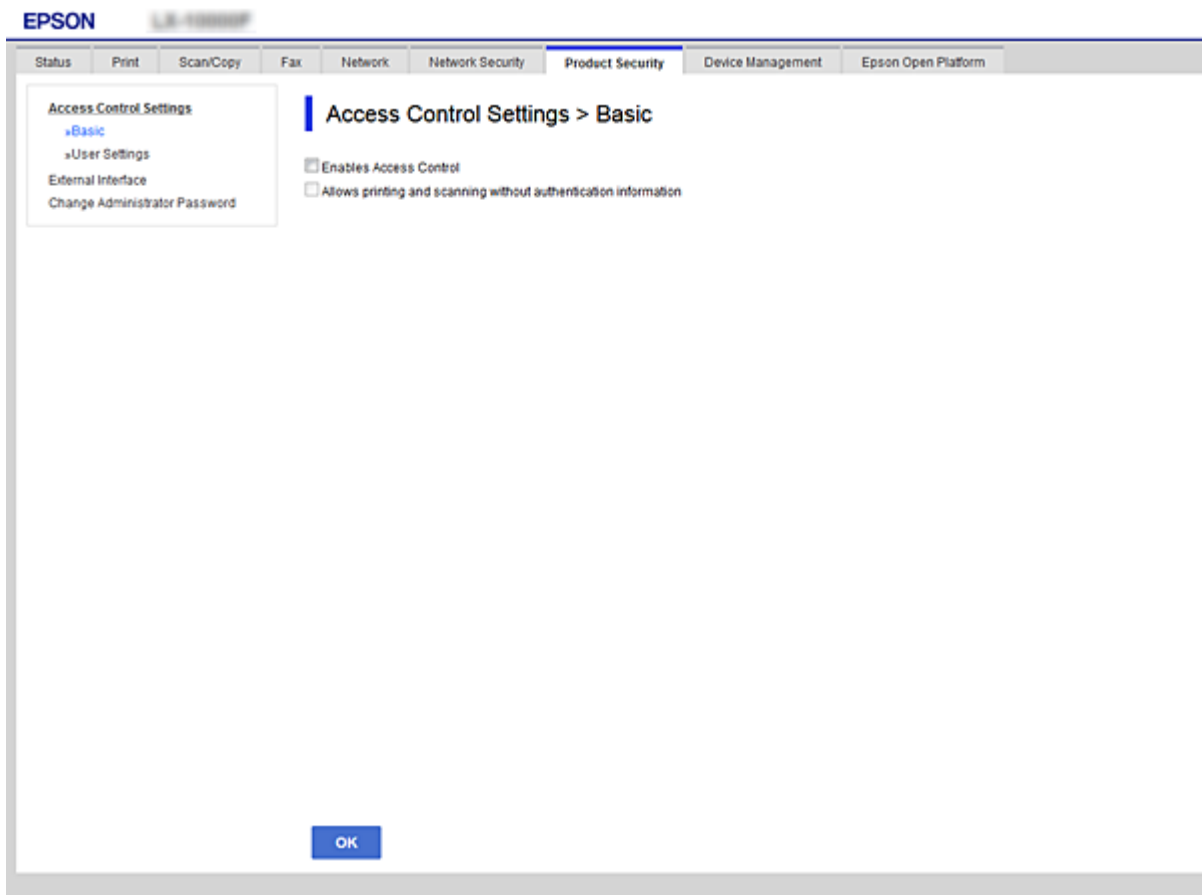 EPSON
Status Print Scan/Copy Fax Network Network Security Product Security Device Management Epson Open Platform
Access Control Settings
»Basic
»User Settings
External Interface
Change Administrator Password
Access Control Settings > Basic
Enables Access Control
Allows printing and scanning without authentication information
OK